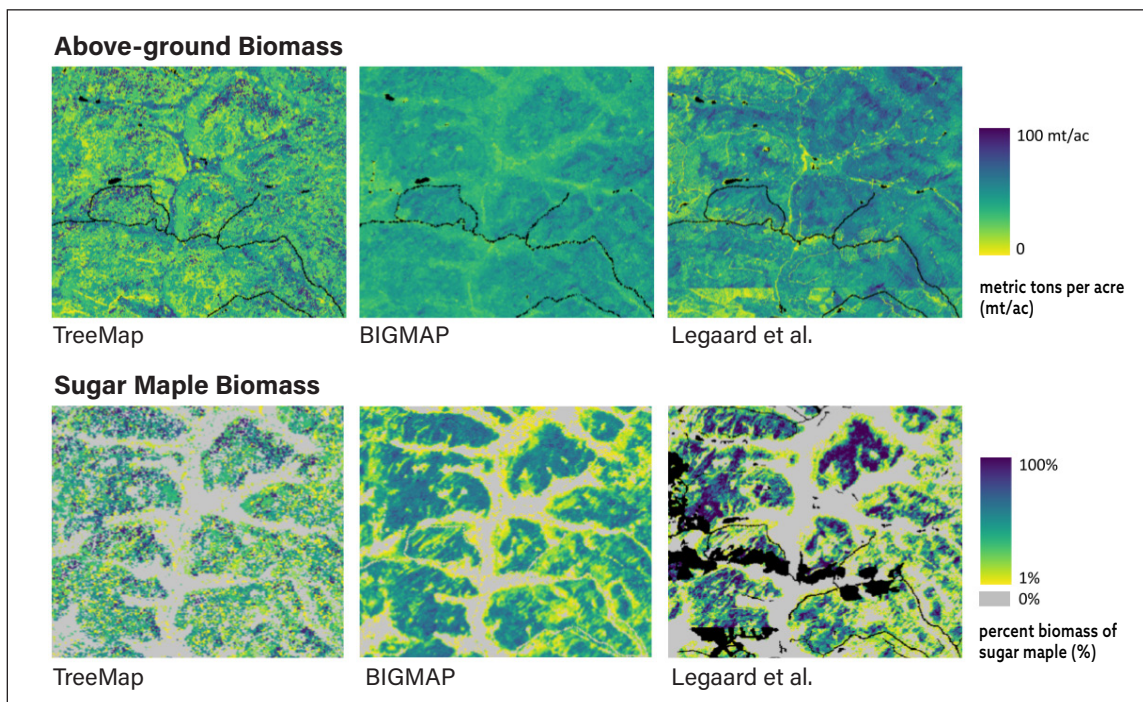 Above-ground Biomass
TreeMap
BIGMAP
Legaard et al.
100 mt/ac
0
metric tons per acre
(mt/ac)
Sugar Maple Biomass
TreeMap
BIGMAP
Legaard et al.
100%
1%
0%
percent biomass of
sugar maple (%)